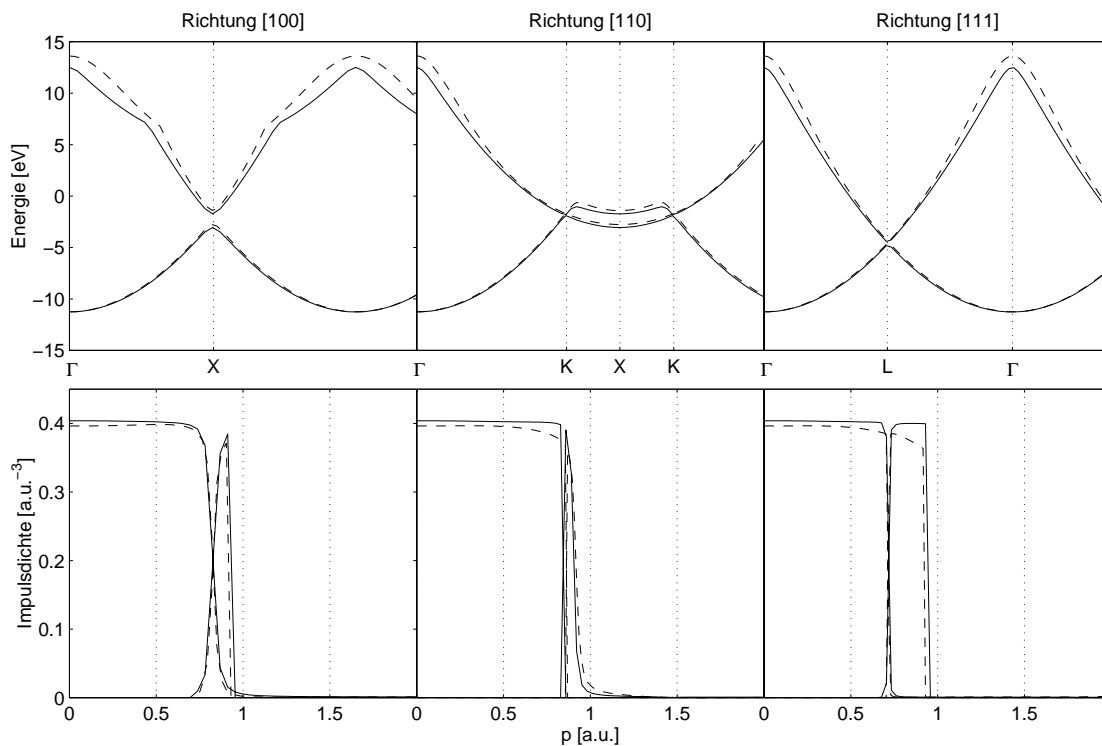 Richtung [100] Richtung [110] Richtung [111]
Energie [eV]
15
10
5
0
−5
−10
−15
Γ X Γ K X K Γ L Γ
Impulsdichte [a.u.⁻³]
0.4
0.3
0.2
0.1
0
0 0.5 1 1.5 0 0.5 1 1.5 0 0.5 1 1.5
p [a.u.]